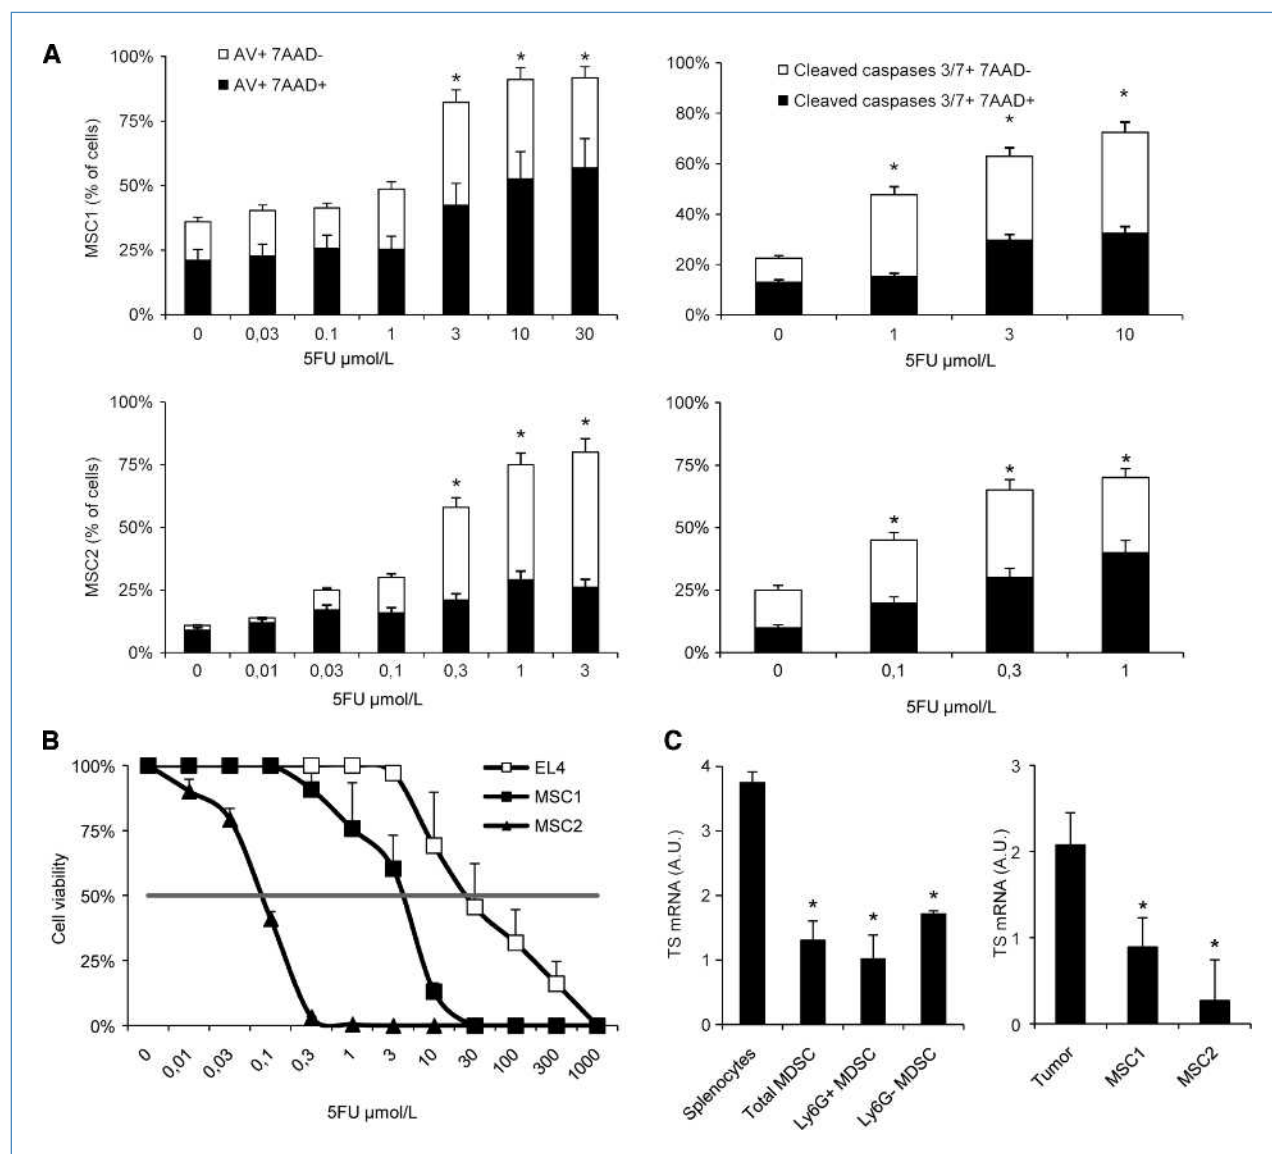 A
AV+ 7AAD-
AV+ 7AAD+
MSC1 (% of cells)
100%
75%
50%
25%
0%
* * *
0 0,03 0.1 1 3 10 30
5FU µmol/L
Cleaved caspases 3/7+ 7AAD-
Cleaved caspases 3/7+ 7AAD+
100%
80%
60%
40%
20%
0%
* * *
0 1 3 10
5FU µmol/L
MSC2 (% of cells)
100%
75%
50%
25%
0%
* * *
0 0,01 0,03 0,1 0,3 1 3
5FU µmol/L
100%
75%
50%
25%
0%
* * *
0 0,1 0,3 1
5FU µmol/L
B
Cell viability
100%
75%
50%
25%
0%
EL4
MSC1
MSC2
0 0,01 0,03 0,1 0,3 1 3 10 30 100 300 1000
5FU µmol/L
C
TS mRNA (A.U.)
4
3
2
1
0
* * *
Splenocytes Total MDSC Ly6G+ MDSC Ly6G- MDSC
TS mRNA (A.U.)
3
2
1
0
* *
Tumor MSC1 MSC2